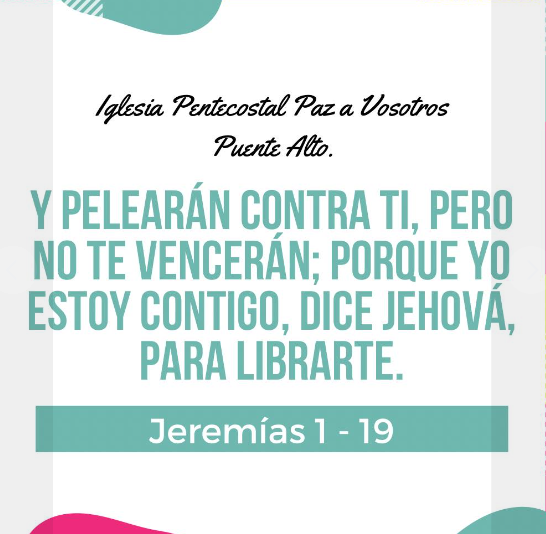 Iglesia Pentecostal Paz a Vosotros
Puente Alto.
Y PELEARÁN CONTRA TI, PERO
NO TE VENCERÁN; PORQUE YO
ESTOY CONTIGO, DICE JEHOVÁ,
PARA LIBRARTE.
Jeremías 1 - 19